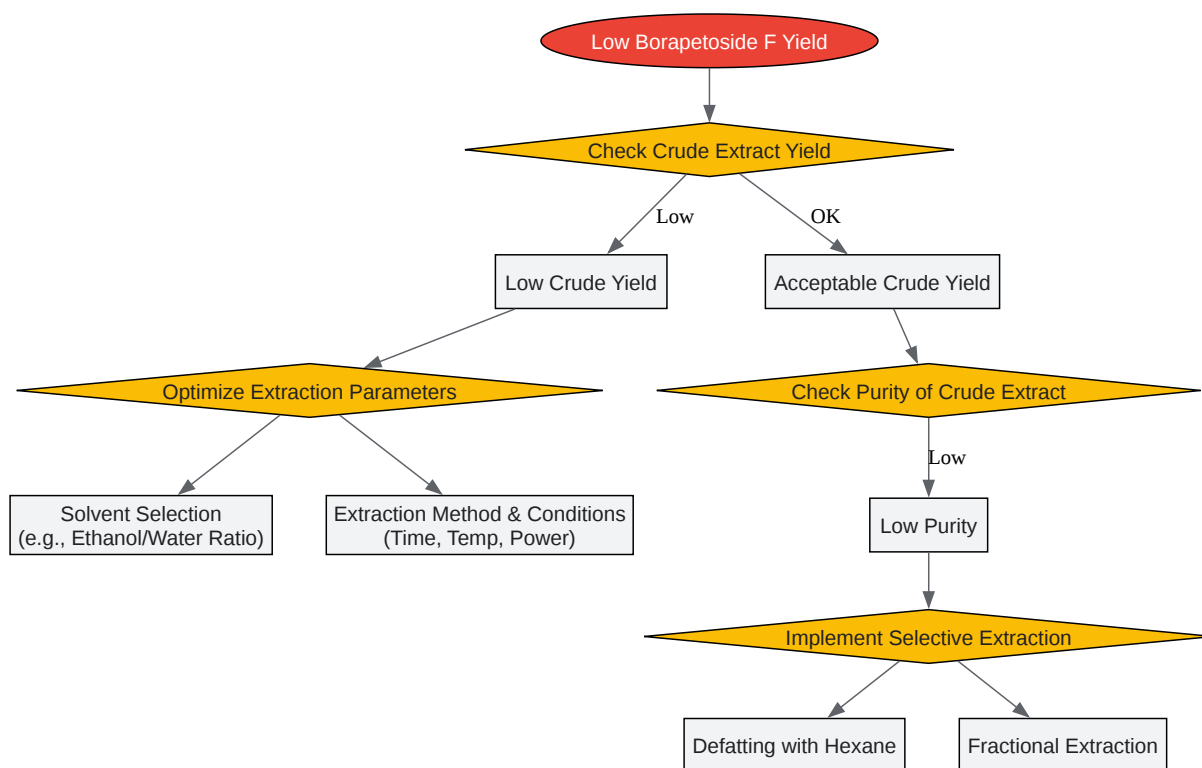 Low Borapetoside F Yield
Check Crude Extract Yield
Low
OK
Low Crude Yield
Acceptable Crude Yield
Optimize Extraction Parameters
Check Purity of Crude Extract
Low
Solvent Selection
(e.g., Ethanol/Water Ratio)
Extraction Method & Conditions
(Time, Temp, Power)
Low Purity
Implement Selective Extraction
Defatting with Hexane
Fractional Extraction